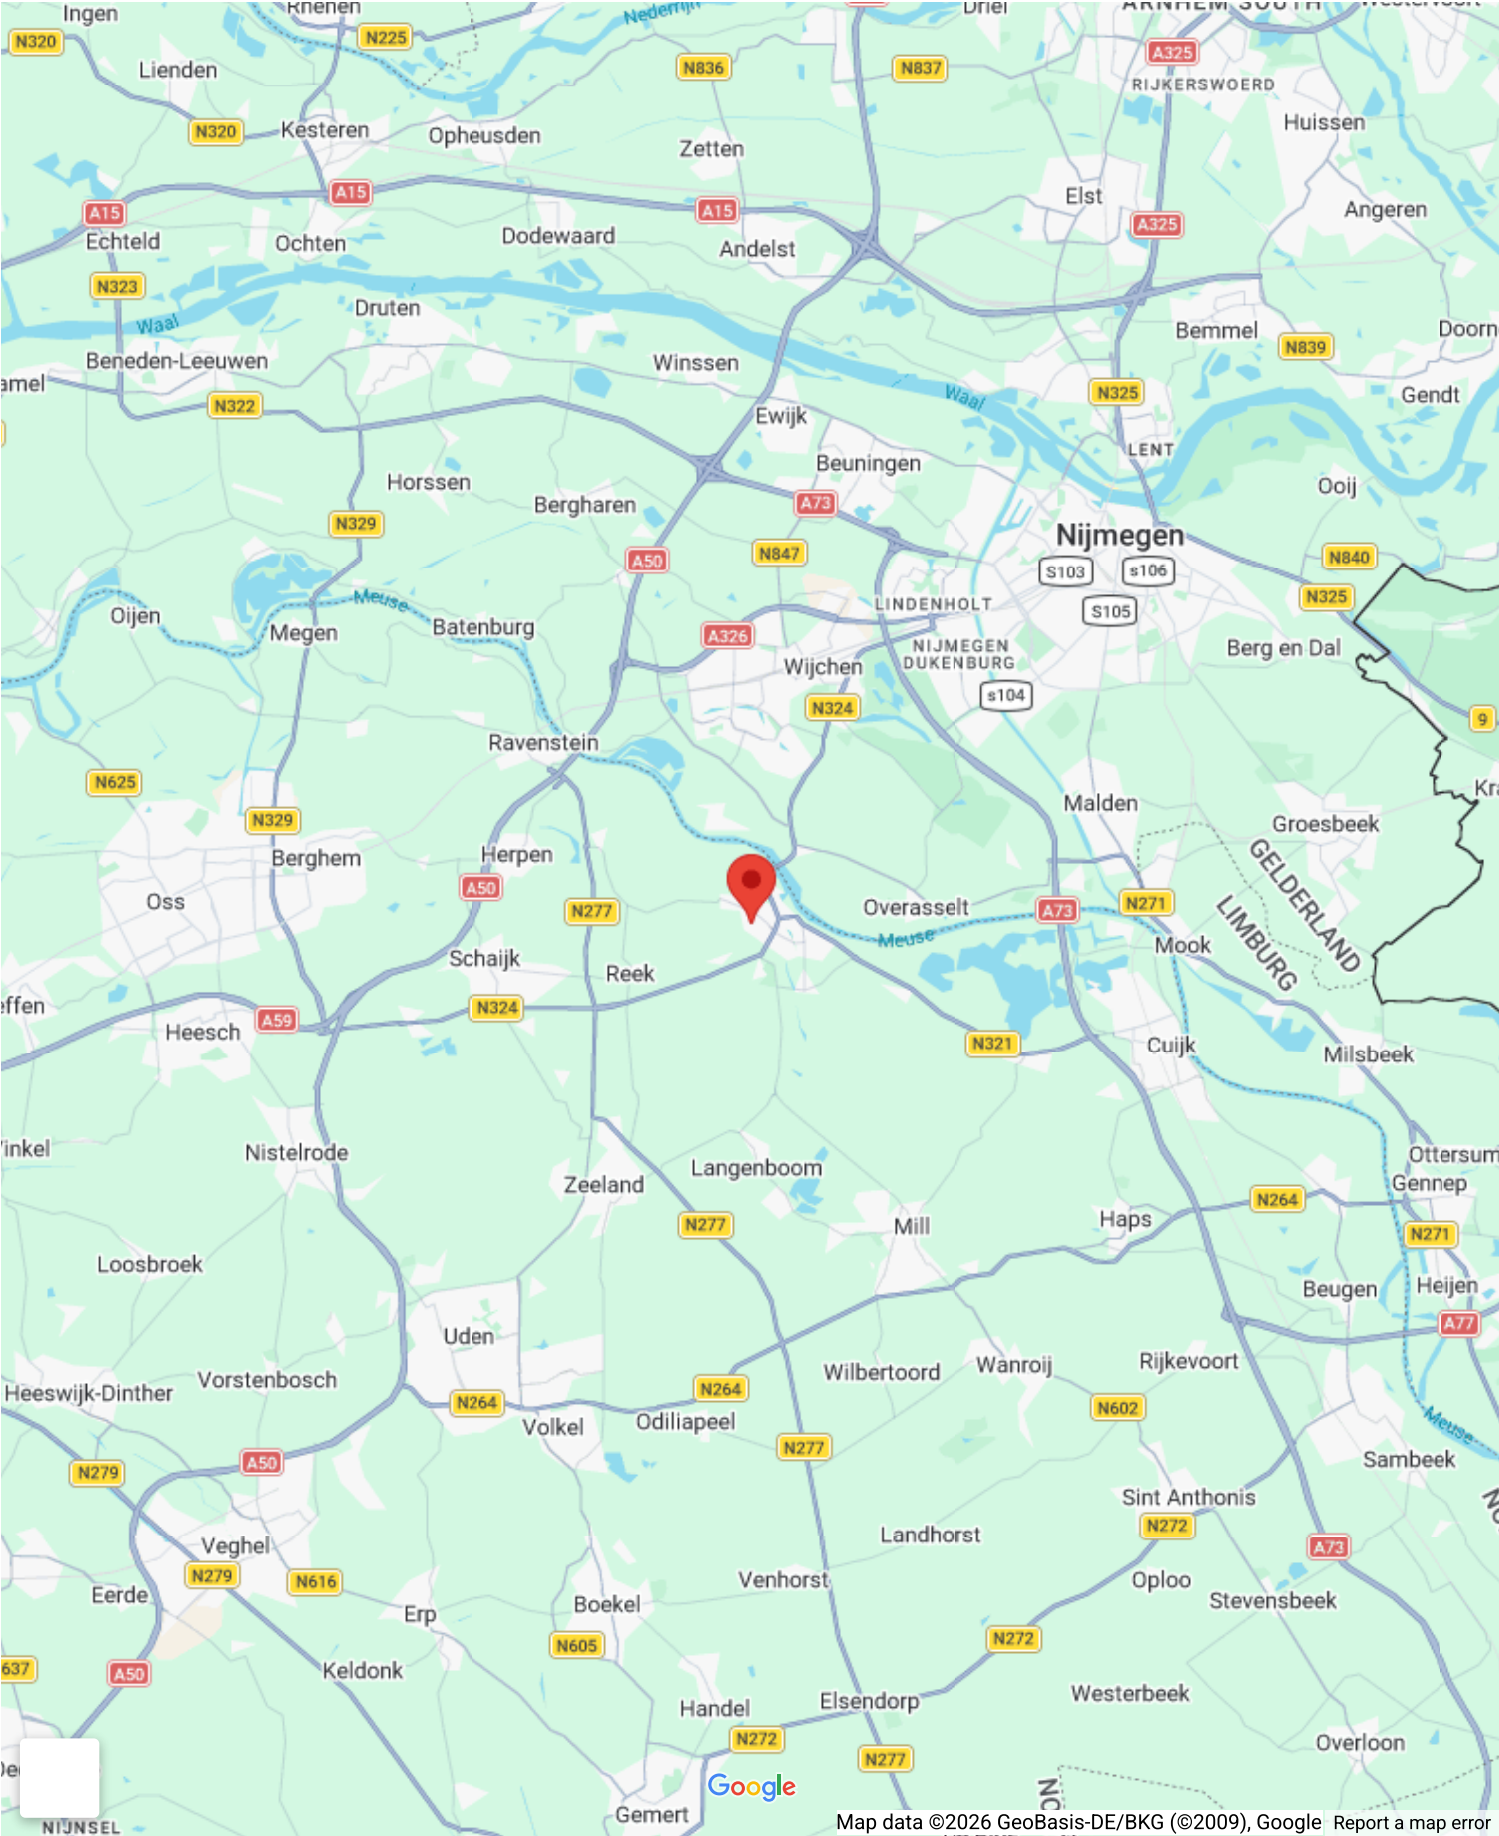 Ingen
Rhenen
Nederrijn
Driel
ARNHEM SOUTH
Westervoort
N320
N225
N836
N837
A325
Lienden
RIJKERSWOERD
Huissen
N320
Kesteren
Opheusden
Zetten
A15
A15
A15
Elst
A325
Angeren
Echteld
Ochten
Dodewaard
Andelst
N323
Druten
Waal
Bemmel
Doorn
N839
Beneden-Leeuwen
Winssen
amel
N322
Waal
N325
Gendt
Ewijk
LENT
Beuningen
Horssen
Bergharen
A73
Ooij
N329
Nijmegen
N847
A50
S103
s106
N840
N325
Meuse
S105
LINDENHOLT
Oijen
Megen
Batenburg
A326
NIJMEGEN
DUKENBURG
Berg en Dal
Wijchen
s104
N324
9
Ravenstein
N625
Kra
Malden
N329
Groesbeek
Berghem
Herpen
GELDERLAND
LIMBURG
A50
Oss
N277
Overasselt
A73
N271
Meuse
Mook
Schaijk
Reek
effen
N324
A59
Heesch
N321
Cuijk
Milsbeek
inkel
Nistelrode
Langenboom
Ottersum
Zeeland
Gennep
N264
Haps
N277
Mill
N271
Loosbroek
Beugen
Heijen
A77
Uden
Wilbertoord
Wanroij
Rijkevoort
Vorstenbosch
Heeswijk-Dinther
N264
N264
N602
Volkel
Odiliapeel
Meuse
N277
A50
N279
Sambeek
Sint Anthonis
N272
Landhorst
Veghel
A73
N279
N616
Venhorst
Oploo
Eerde
Stevensbeek
Erp
Boekel
N272
N605
637
A50
Keldonk
Handel
Elsendorp
Westerbeek
N272
Overloon
N277
Google
Gemert
NIJNSEL
Map data ©2026 GeoBasis-DE/BKG (©2009), Google
Report a map error